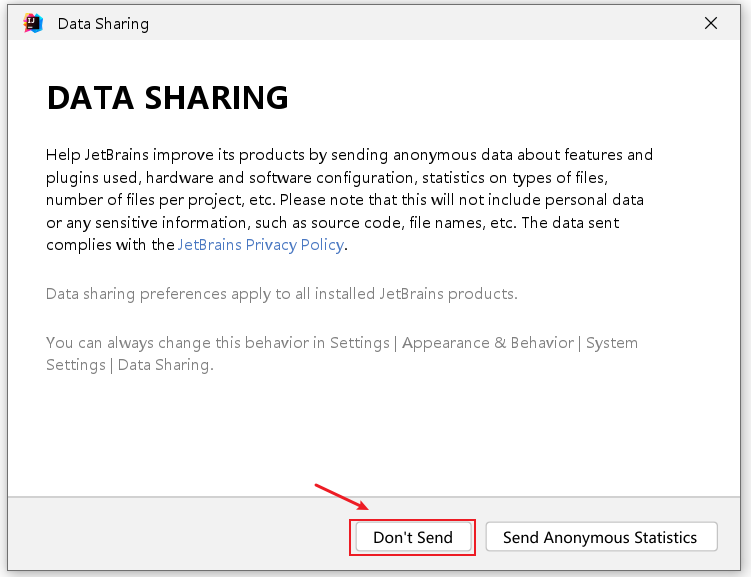 Data Sharing
DATA SHARING
Help JetBrains improve its products by sending anonymous data about features and
plugins used, hardware and software configuration, statistics on types of files,
number of files per project, etc. Please note that this will not include personal data
or any sensitive information, such as source code, file names, etc. The data sent
complies with the JetBrains Privacy Policy.
Data sharing preferences apply to all installed JetBrains products.
You can always change this behavior in Settings | Appearance & Behavior | System
Settings | Data Sharing.
Don't Send
Send Anonymous Statistics